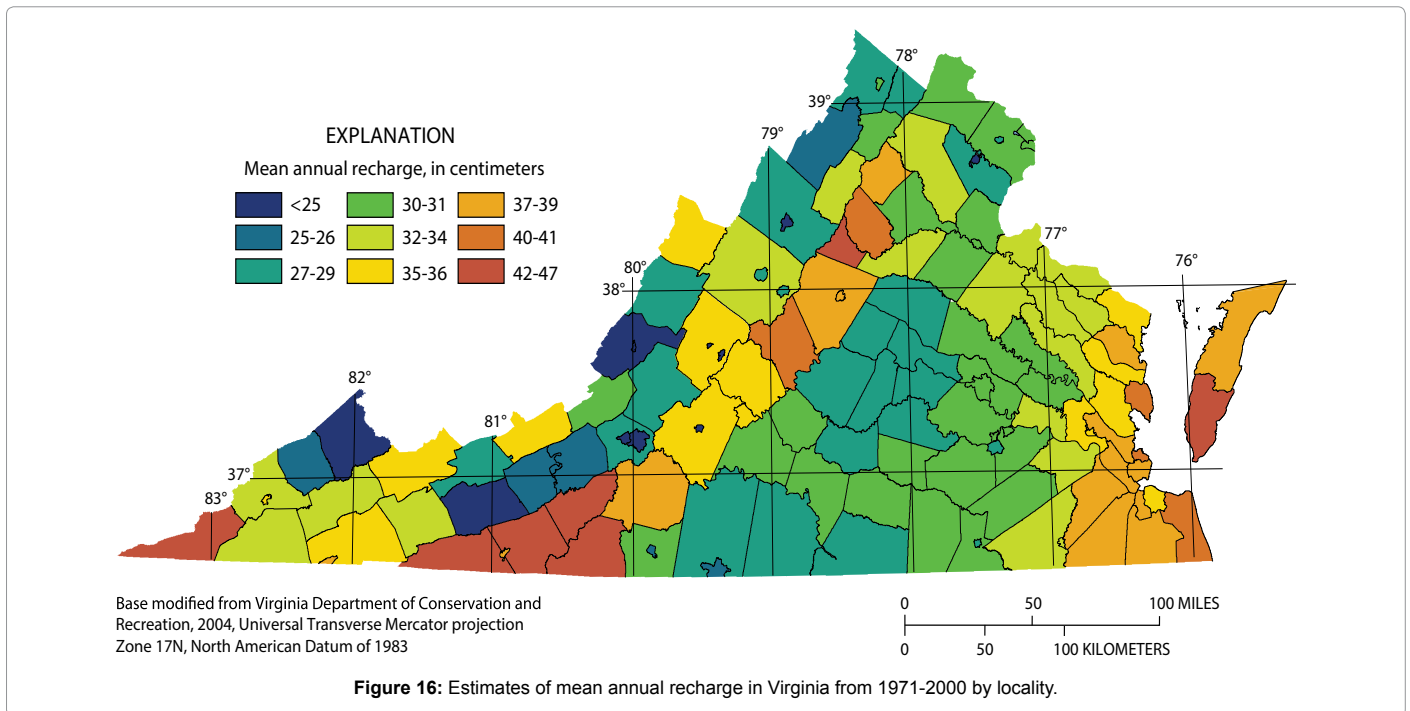 78°
39°
79°
EXPLANATION
Mean annual recharge, in centimeters
<25 30-31 37-39
25-26 32-34 40-41
27-29 35-36 42-47
77°
76°
80°
38°
82°
81°
37°
83°
Base modified from Virginia Department of Conservation and
Recreation, 2004, Universal Transverse Mercator projection
Zone 17N, North American Datum of 1983
0 50 100 MILES
0 50 100 KILOMETERS
Figure 16: Estimates of mean annual recharge in Virginia from 1971-2000 by locality.